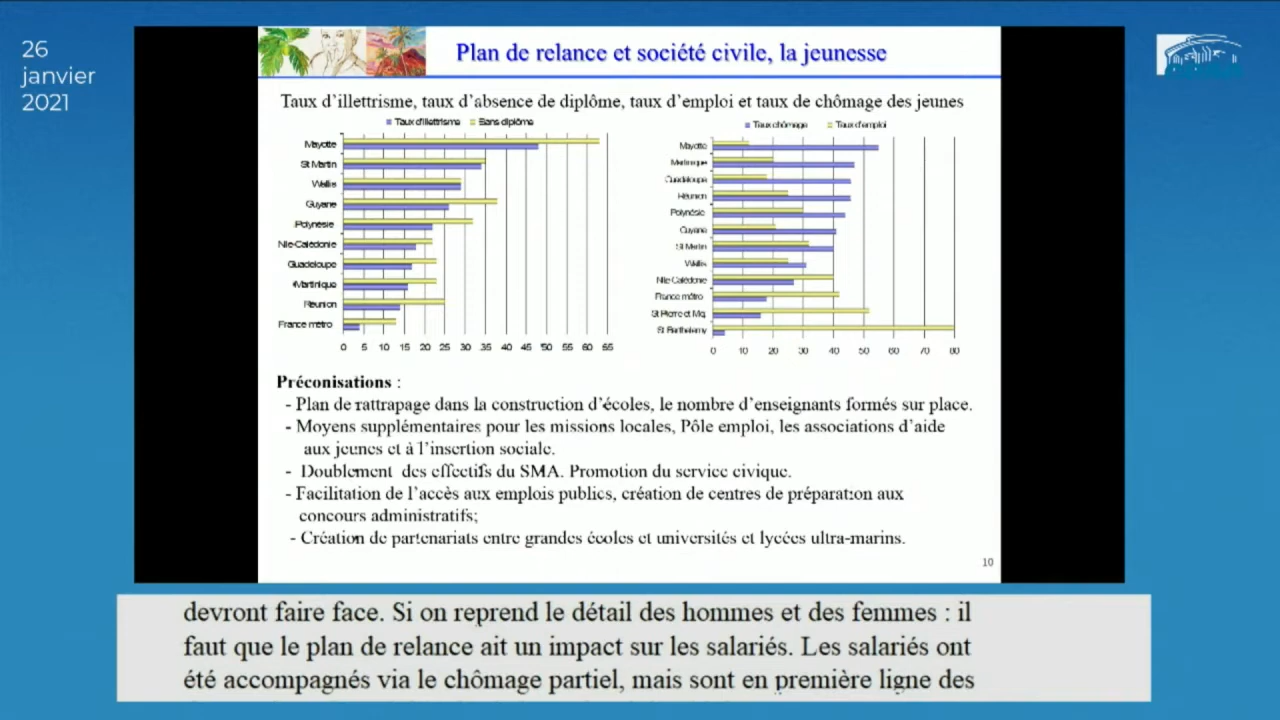 26
janvier
2021
Plan de relance et société civile, la jeunesse
Taux d’illettrisme, taux d’absence de diplôme, taux d’emploi et taux de chômage des jeunes
Taux d'illettrisme Sans diplôme
Mayotte
St Martin
Wallis
Guyane
Polynésie
Nlle-Calédonie
Guadeloupe
Martinique
Réunion
France métro
0 5 10 15 20 25 30 35 40 45 50 55 60 65
Taux chômage Taux d'emploi
Mayotte
Martinique
Guadeloupe
Réunion
Polynésie
Guyane
St Martin
Wallis
Nlle-Calédonie
France métro
St Pierre et Mq.
St Barthelemy
0 10 20 30 40 50 60 70 80
Préconisations :
- Plan de rattrapage dans la construction d’écoles, le nombre d’enseignants formés sur place.
- Moyens supplémentaires pour les missions locales, Pôle emploi, les associations d’aide
aux jeunes et à l’insertion sociale.
- Doublement des effectifs du SMA. Promotion du service civique.
- Facilitation de l’accès aux emplois publics, création de centres de préparation aux
concours administratifs;
- Création de partenariats entre grandes écoles et universités et lycées ultra-marins.
10
devront faire face. Si on reprend le détail des hommes et des femmes : il
faut que le plan de relance ait un impact sur les salariés. Les salariés ont
été accompagnés via le chômage partiel, mais sont en première ligne des